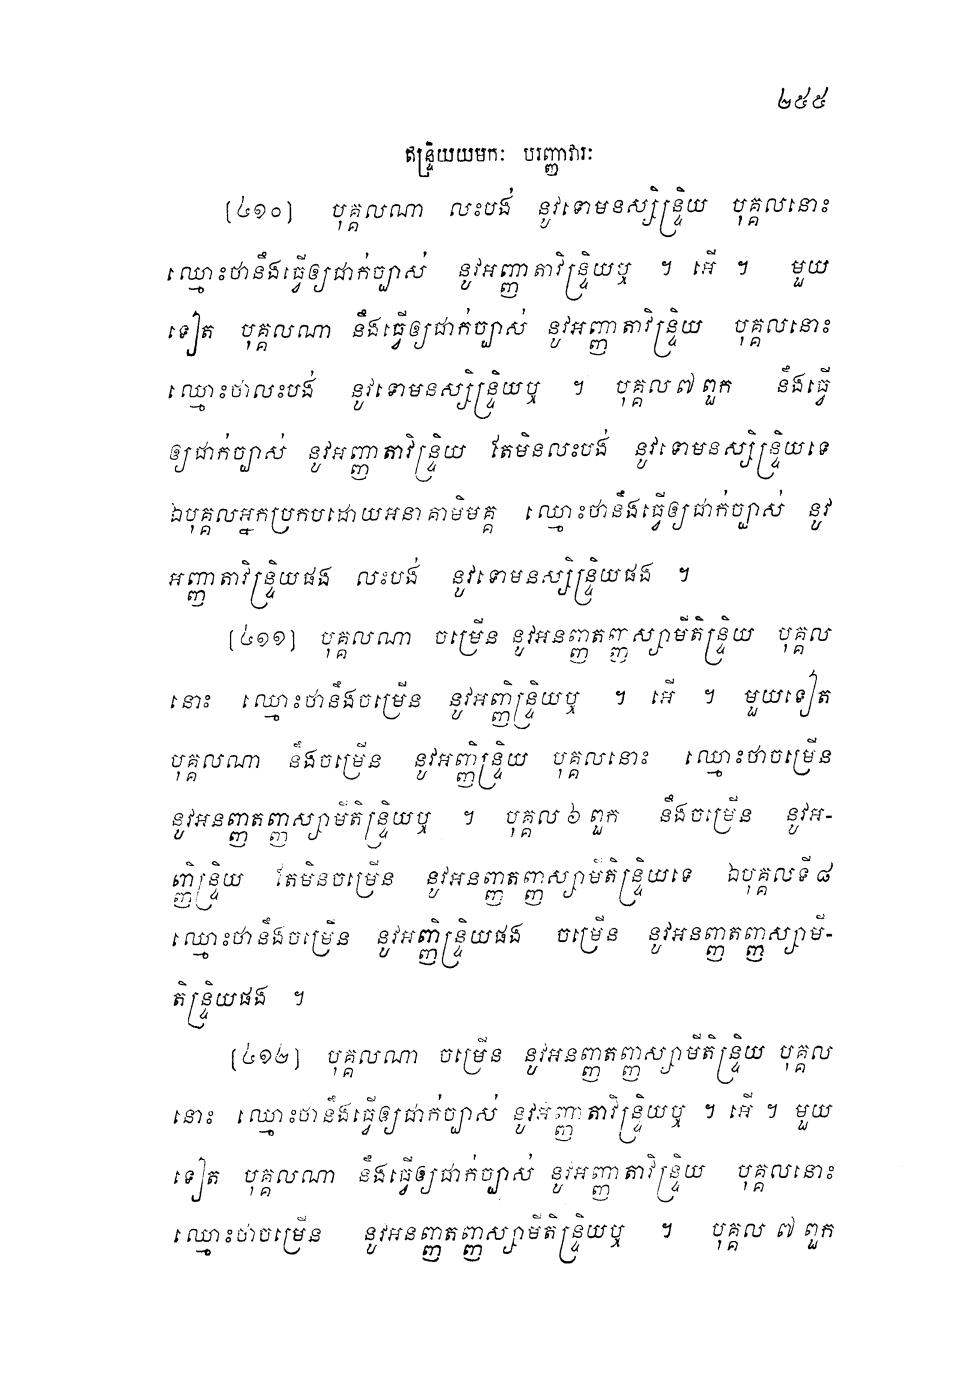 ២៥៥
ឥន្ទ្រិយយមកៈ បរញ្ញាវារៈ
[៤១០] បុគ្គលណា លះបង់ នូវទោមនស្សិន្ទ្រិយ បុគ្គលនោះ
ឈ្មោះថានឹងធ្វើឲ្យជាក់ច្បាស់ នូវអញ្ញាតាវិន្ទ្រិយឬ ។ អើ ។ មួយ
ទៀត បុគ្គលណា នឹងធ្វើឲ្យជាក់ច្បាស់ នូវអញ្ញាតាវិន្ទ្រិយ បុគ្គលនោះ
ឈ្មោះថាលះបង់ នូវទោមនស្សិន្ទ្រិយឬ ។ បុគ្គល ៧ ពួក នឹងធ្វើ
ឲ្យជាក់ច្បាស់ នូវអញ្ញាតាវិន្ទ្រិយ តែមិនលះបង់ នូវទោមនស្សិន្ទ្រិយទេ
ឯបុគ្គលអ្នកប្រកបដោយអនាគាមិមគ្គ ឈ្មោះថានឹងធ្វើឲ្យជាក់ច្បាស់ នូវ
អញ្ញាតាវិន្ទ្រិយផង លះបង់ នូវទោមនស្សិន្ទ្រិយផង ។
[៤១១] បុគ្គលណា ចម្រើន នូវអនញ្ញតញ្ញស្សាមីតិន្ទ្រិយ បុគ្គល
នោះ ឈ្មោះថានឹងចម្រើន នូវអញ្ញិន្ទ្រិយឬ ។ អើ ។ មួយទៀត
បុគ្គលណា នឹងចម្រើន នូវអញ្ញិន្ទ្រិយ បុគ្គលនោះ ឈ្មោះថាចម្រើន
នូវអនញ្ញតញ្ញស្សាមីតិន្ទ្រិយឬ ។ បុគ្គល ៦ ពួក នឹងចម្រើន នូវអ-
ញ្ញិន្ទ្រិយ តែមិនចម្រើន នូវអនញ្ញតញ្ញស្សាមីតិន្ទ្រិយទេ ឯបុគ្គលទី ៨
ឈ្មោះថានឹងចម្រើន នូវអញ្ញិន្ទ្រិយផង ចម្រើន នូវអនញ្ញតញ្ញស្សាមី-
តិន្ទ្រិយផង ។
[៤១២] បុគ្គលណា ចម្រើន នូវអនញ្ញតញ្ញស្សាមីតិន្ទ្រិយ បុគ្គល
នោះ ឈ្មោះថានឹងធ្វើឲ្យជាក់ច្បាស់ នូវអញ្ញាតាវិន្ទ្រិយឬ ។ អើ ។ មួយ
ទៀត បុគ្គលណា នឹងធ្វើឲ្យជាក់ច្បាស់ នូវអញ្ញាតាវិន្ទ្រិយ បុគ្គលនោះ
ឈ្មោះថាចម្រើន នូវអនញ្ញតញ្ញស្សាមីតិន្ទ្រិយឬ ។ បុគ្គល ៧ ពួក